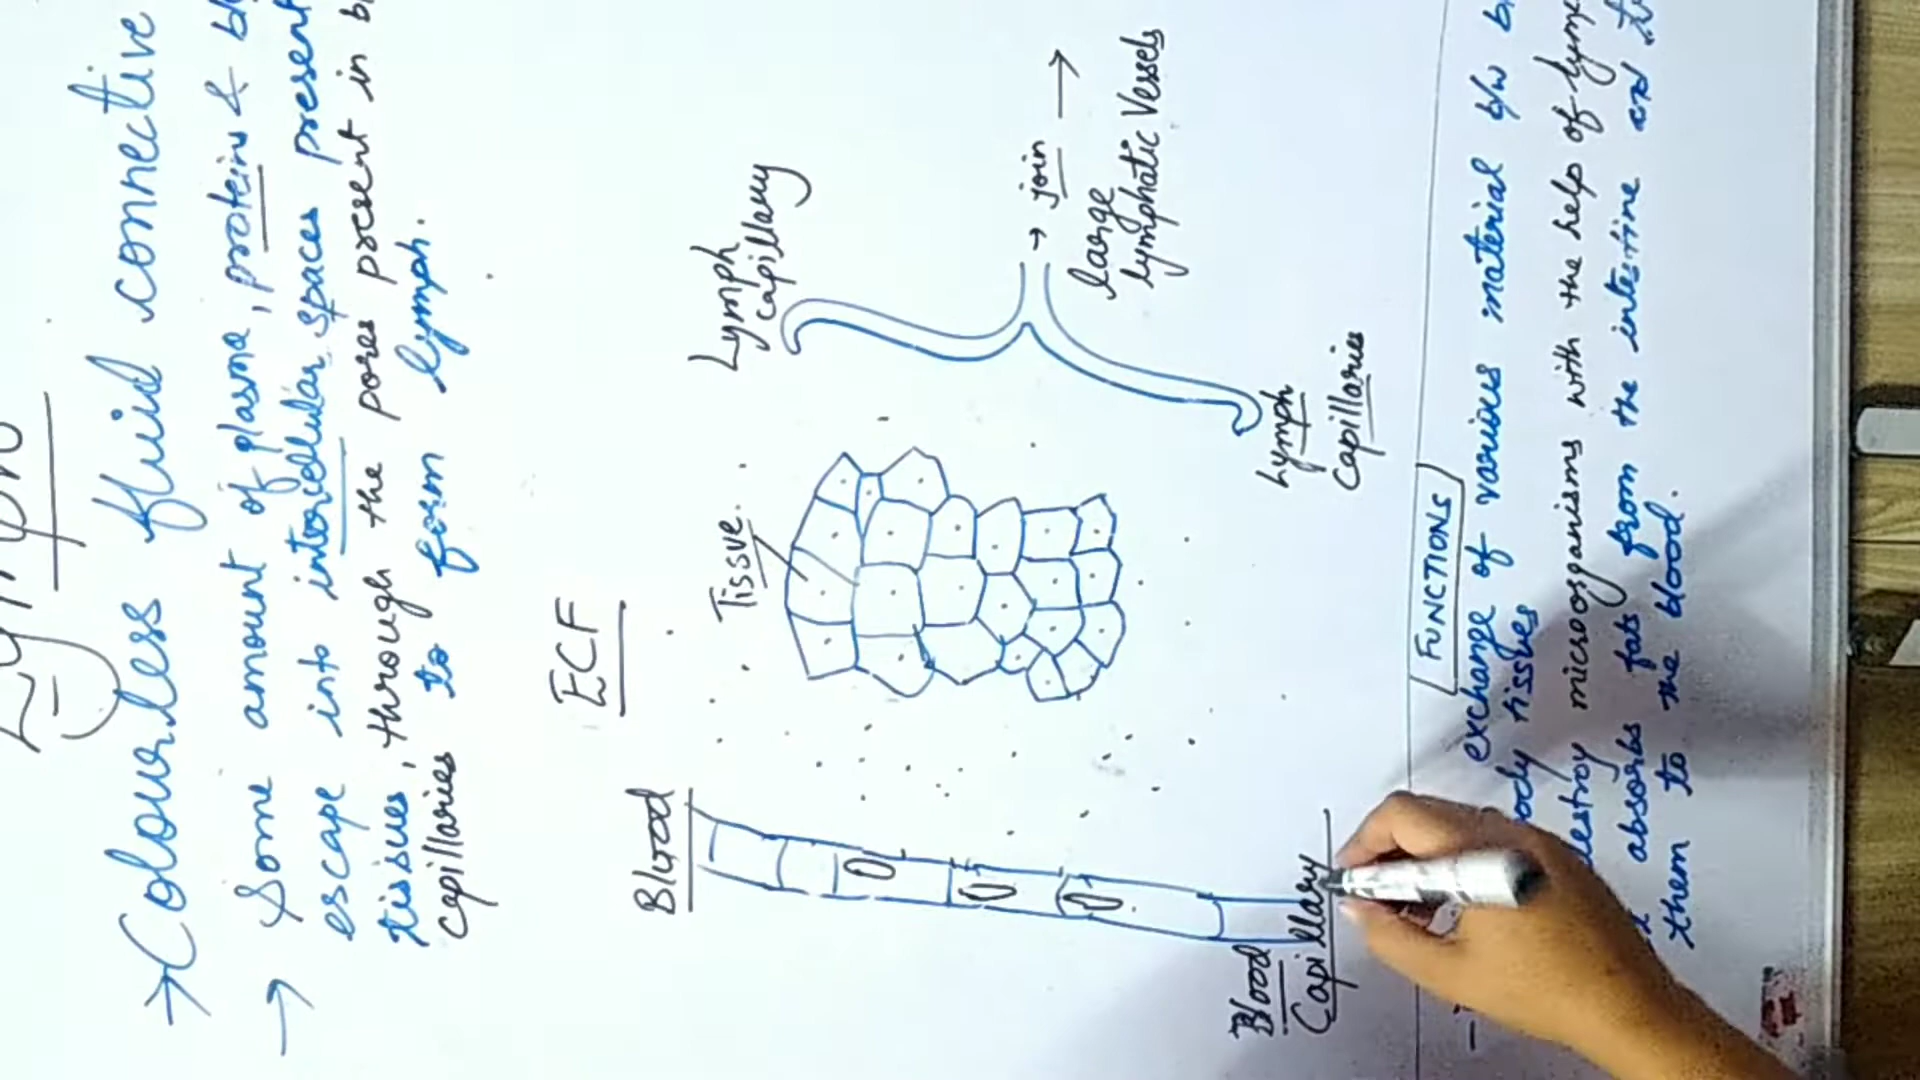 Lymph
→ Colourless fluid connective
→ Some amount of plasma, proteins &
escape into intercellular spaces present
tissues, through the pores present in
capillaries to form lymph.
ECF
Blood
Tissue
Lymph
capillary
→ join →
large
lymphatic Vessels
Lymph
Capillaries
Blood
Capillary
FUNCTIONS
exchange of various material b/w
body tissues
destroy microorganisms with the help of
absorbs fats from the intestine and
them to the blood.